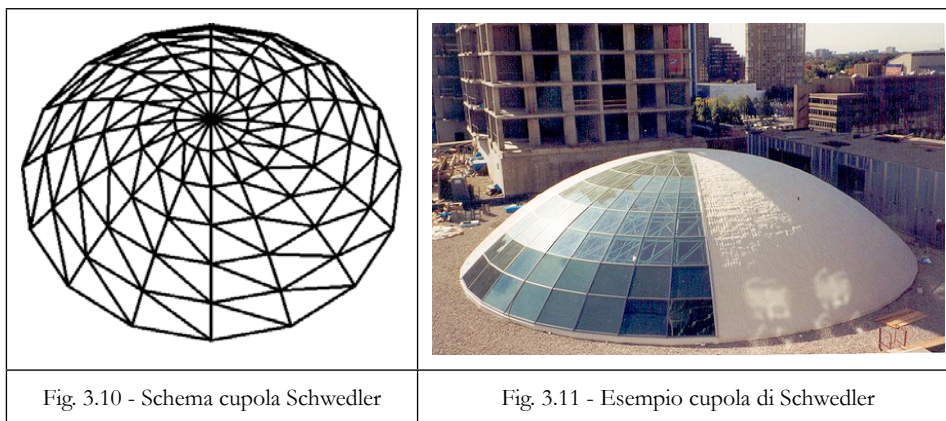 Fig. 3.10 - Schema cupola Schwedler
Fig. 3.11 - Esempio cupola di Schwedler